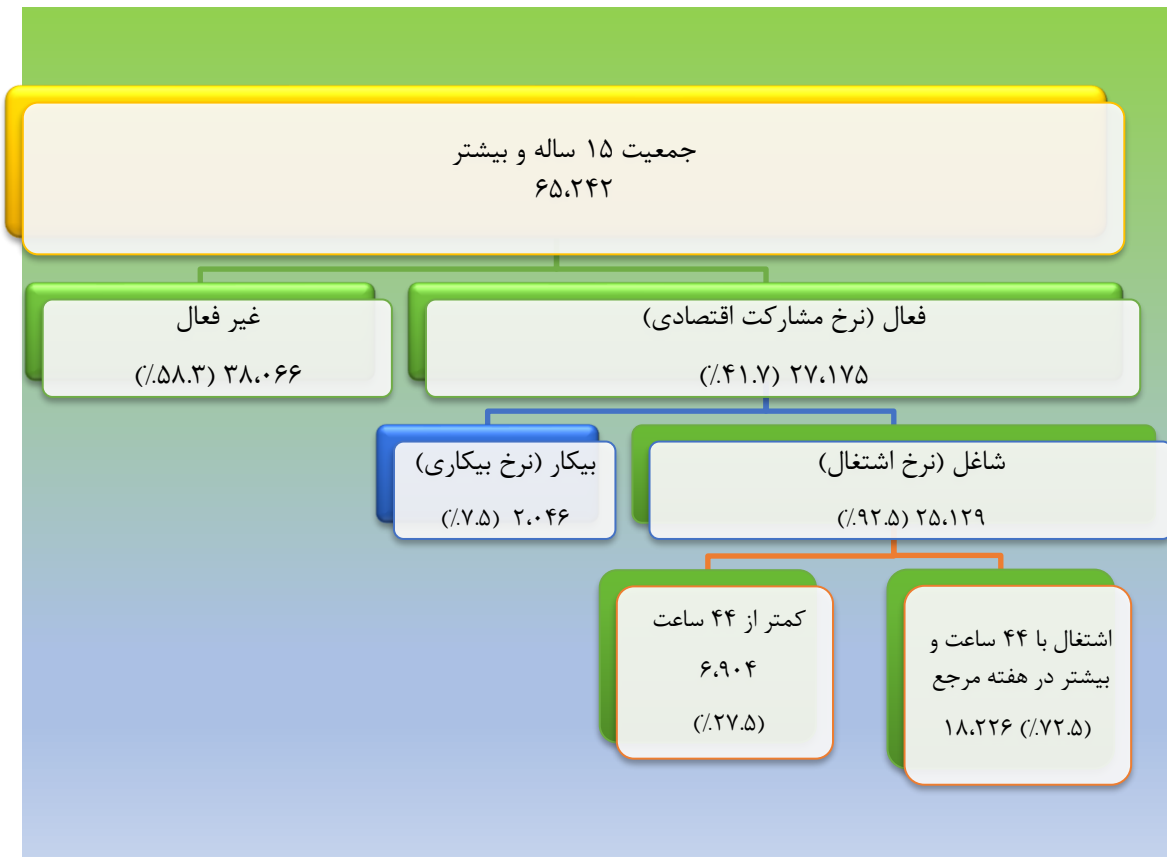 جمعیت ۱۵ ساله و بیشتر
۶۵،۲۴۲
فعال (نرخ مشارکت اقتصادی)
۲۷،۱۷۵ (۴۱.۷٪)
غیر فعال
۳۸،۰۶۶ (۵۸.۳٪)
شاغل (نرخ اشتغال)
۲۵،۱۲۹ (۹۲.۵٪)
بیکار (نرخ بیکاری)
۲،۰۴۶ (۷.۵٪)
اشتغال با ۴۴ ساعت و
بیشتر در هفته مرجع
(۷۲.۵٪) ۱۸،۲۲۶
کمتر از ۴۴ ساعت
۶،۹۰۴
(۲۷.۵٪)